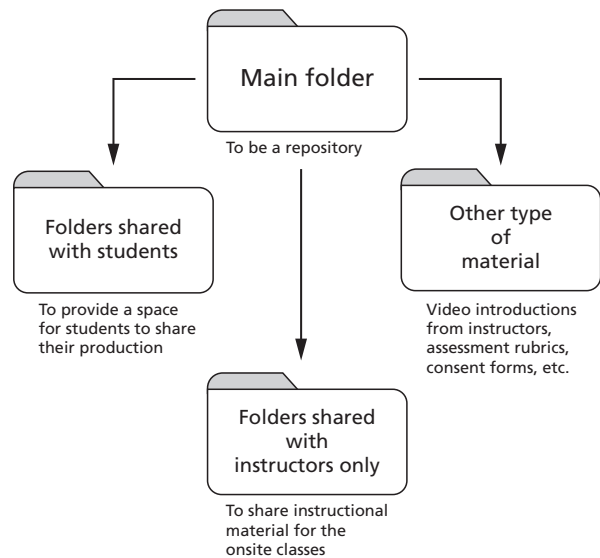 Main folder
To be a repository
Folders shared
with students
To provide a space
for students to share
their production
Other type
of
material
Video introductions
from instructors,
assessment rubrics,
consent forms, etc.
Folders shared
with
instructors only
To share instructional
material for the
onsite classes